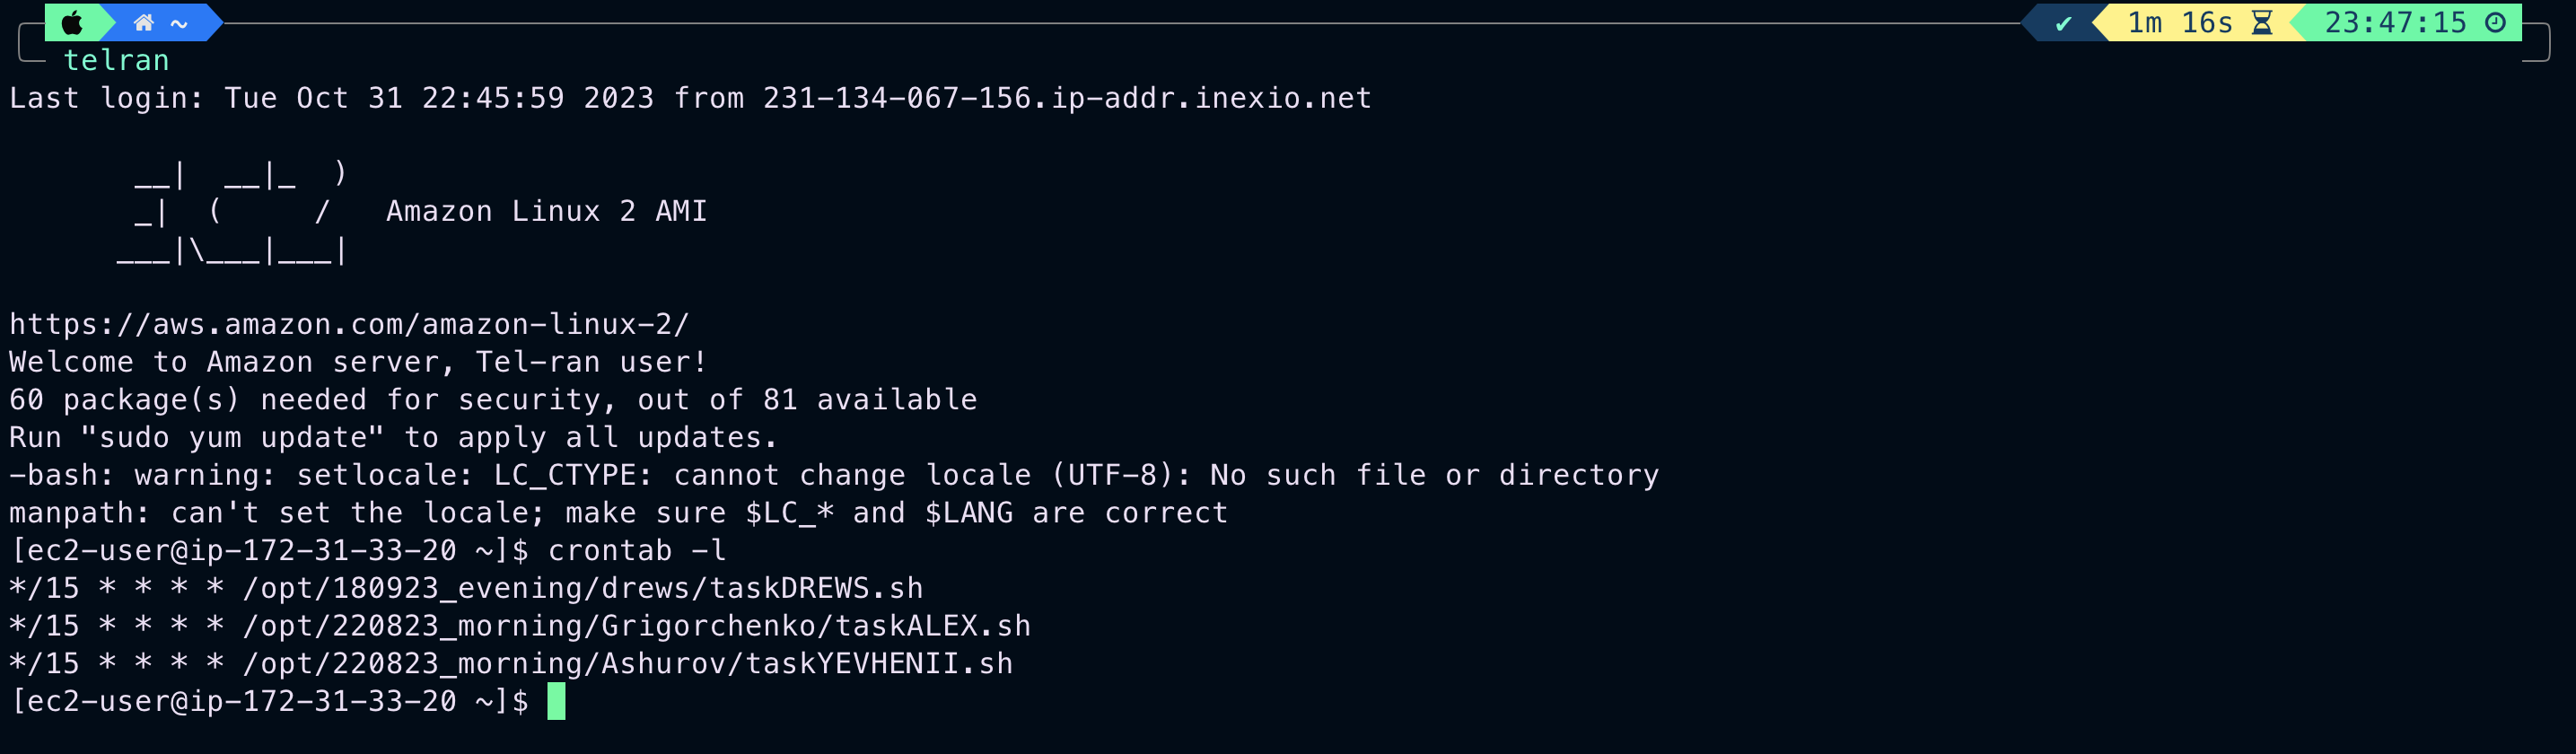 ~ ✔ 1m 16s 23:47:15
telran
Last login: Tue Oct 31 22:45:59 2023 from 231-134-067-156.ip-addr.inexio.net
__|  __|_  )
_|  (     /   Amazon Linux 2 AMI
___|\___|___|
https://aws.amazon.com/amazon-linux-2/
Welcome to Amazon server, Tel-ran user!
60 package(s) needed for security, out of 81 available
Run "sudo yum update" to apply all updates.
-bash: warning: setlocale: LC_CTYPE: cannot change locale (UTF-8): No such file or directory
manpath: can't set the locale; make sure $LC_* and $LANG are correct
[ec2-user@ip-172-31-33-20 ~]$ crontab -l
*/15 * * * * /opt/180923_evening/drews/taskDREWS.sh
*/15 * * * * /opt/220823_morning/Grigorchenko/taskALEX.sh
*/15 * * * * /opt/220823_morning/Ashurov/taskYEVHENII.sh
[ec2-user@ip-172-31-33-20 ~]$